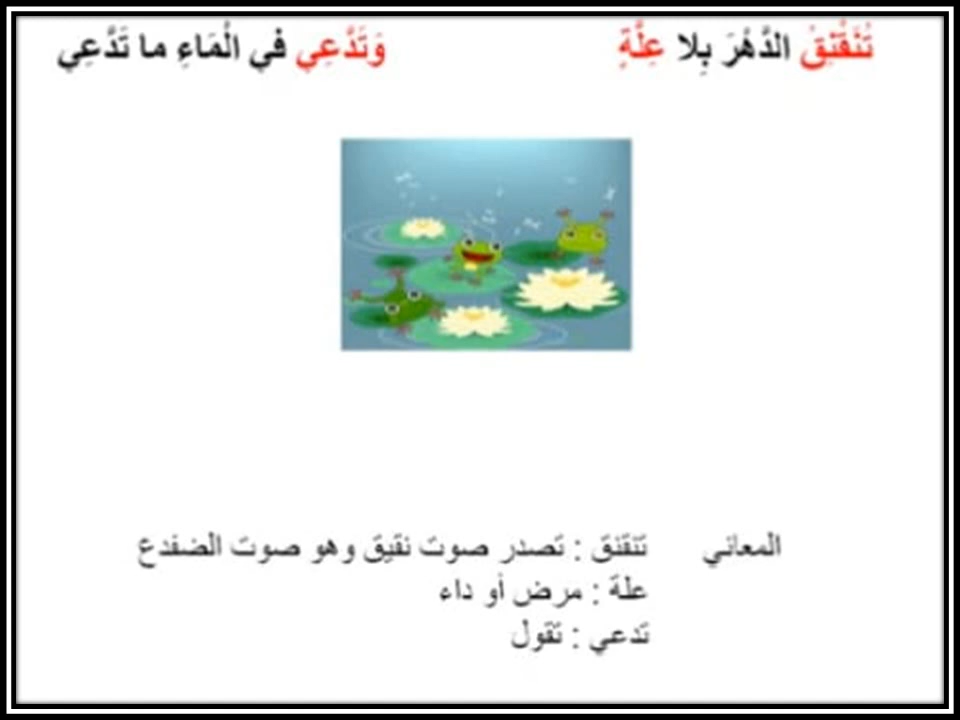 تُنَقْنِقُ الدَّهْرَ بِلا عِلَّةٍ وَتَدَّعِي في الْمَاءِ ما تَدَّعِي
المعاني تنقنق : تصدر صوت نقيق وهو صوت الضفدع
علة : مرض أو داء
تدعي : تقول